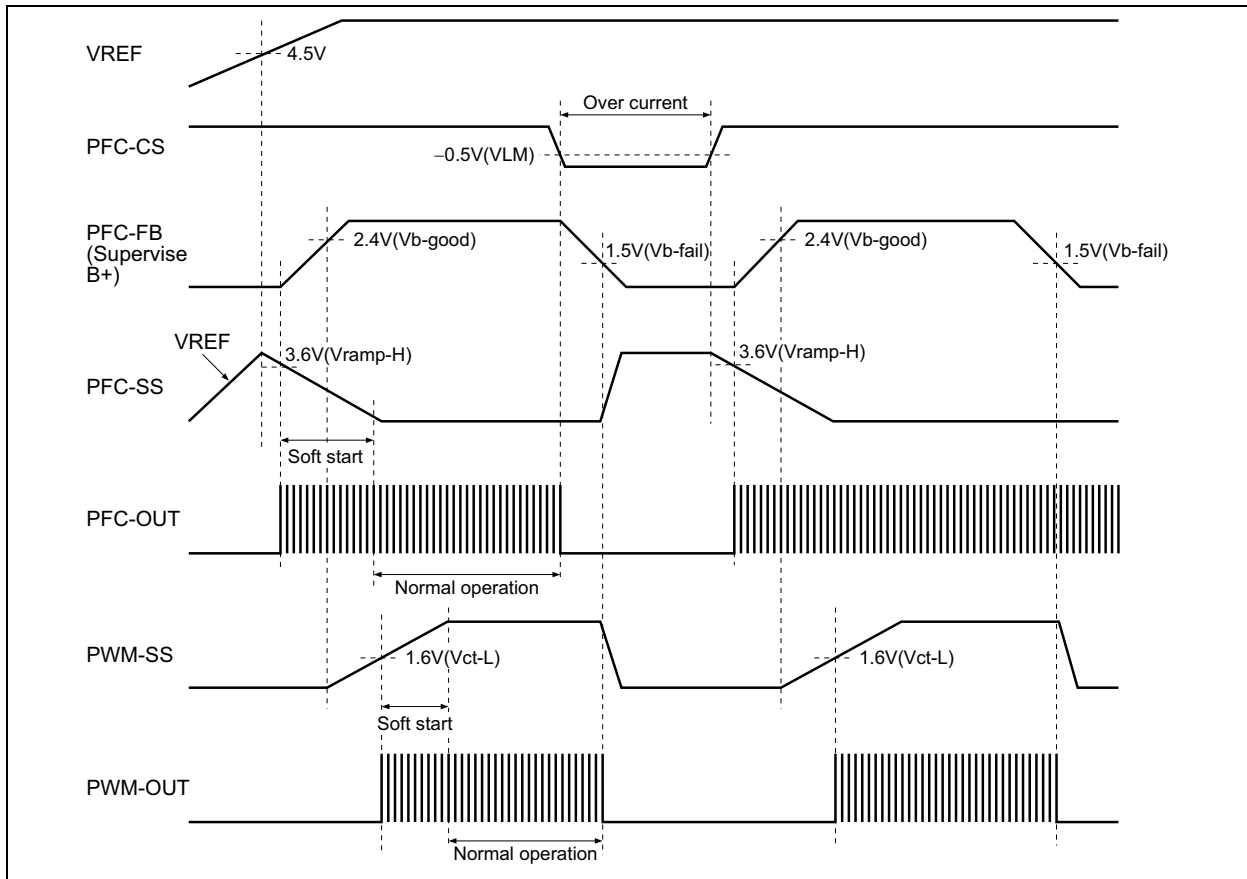 VREF
4.5V
Over current
PFC-CS
−0.5V(VLM)
PFC-FB
(Supervise
B+)
2.4V(Vb-good)
1.5V(Vb-fail)
2.4V(Vb-good)
1.5V(Vb-fail)
VREF
3.6V(Vramp-H)
3.6V(Vramp-H)
PFC-SS
Soft start
PFC-OUT
Normal operation
PWM-SS
1.6V(Vct-L)
1.6V(Vct-L)
Soft start
PWM-OUT
Normal operation